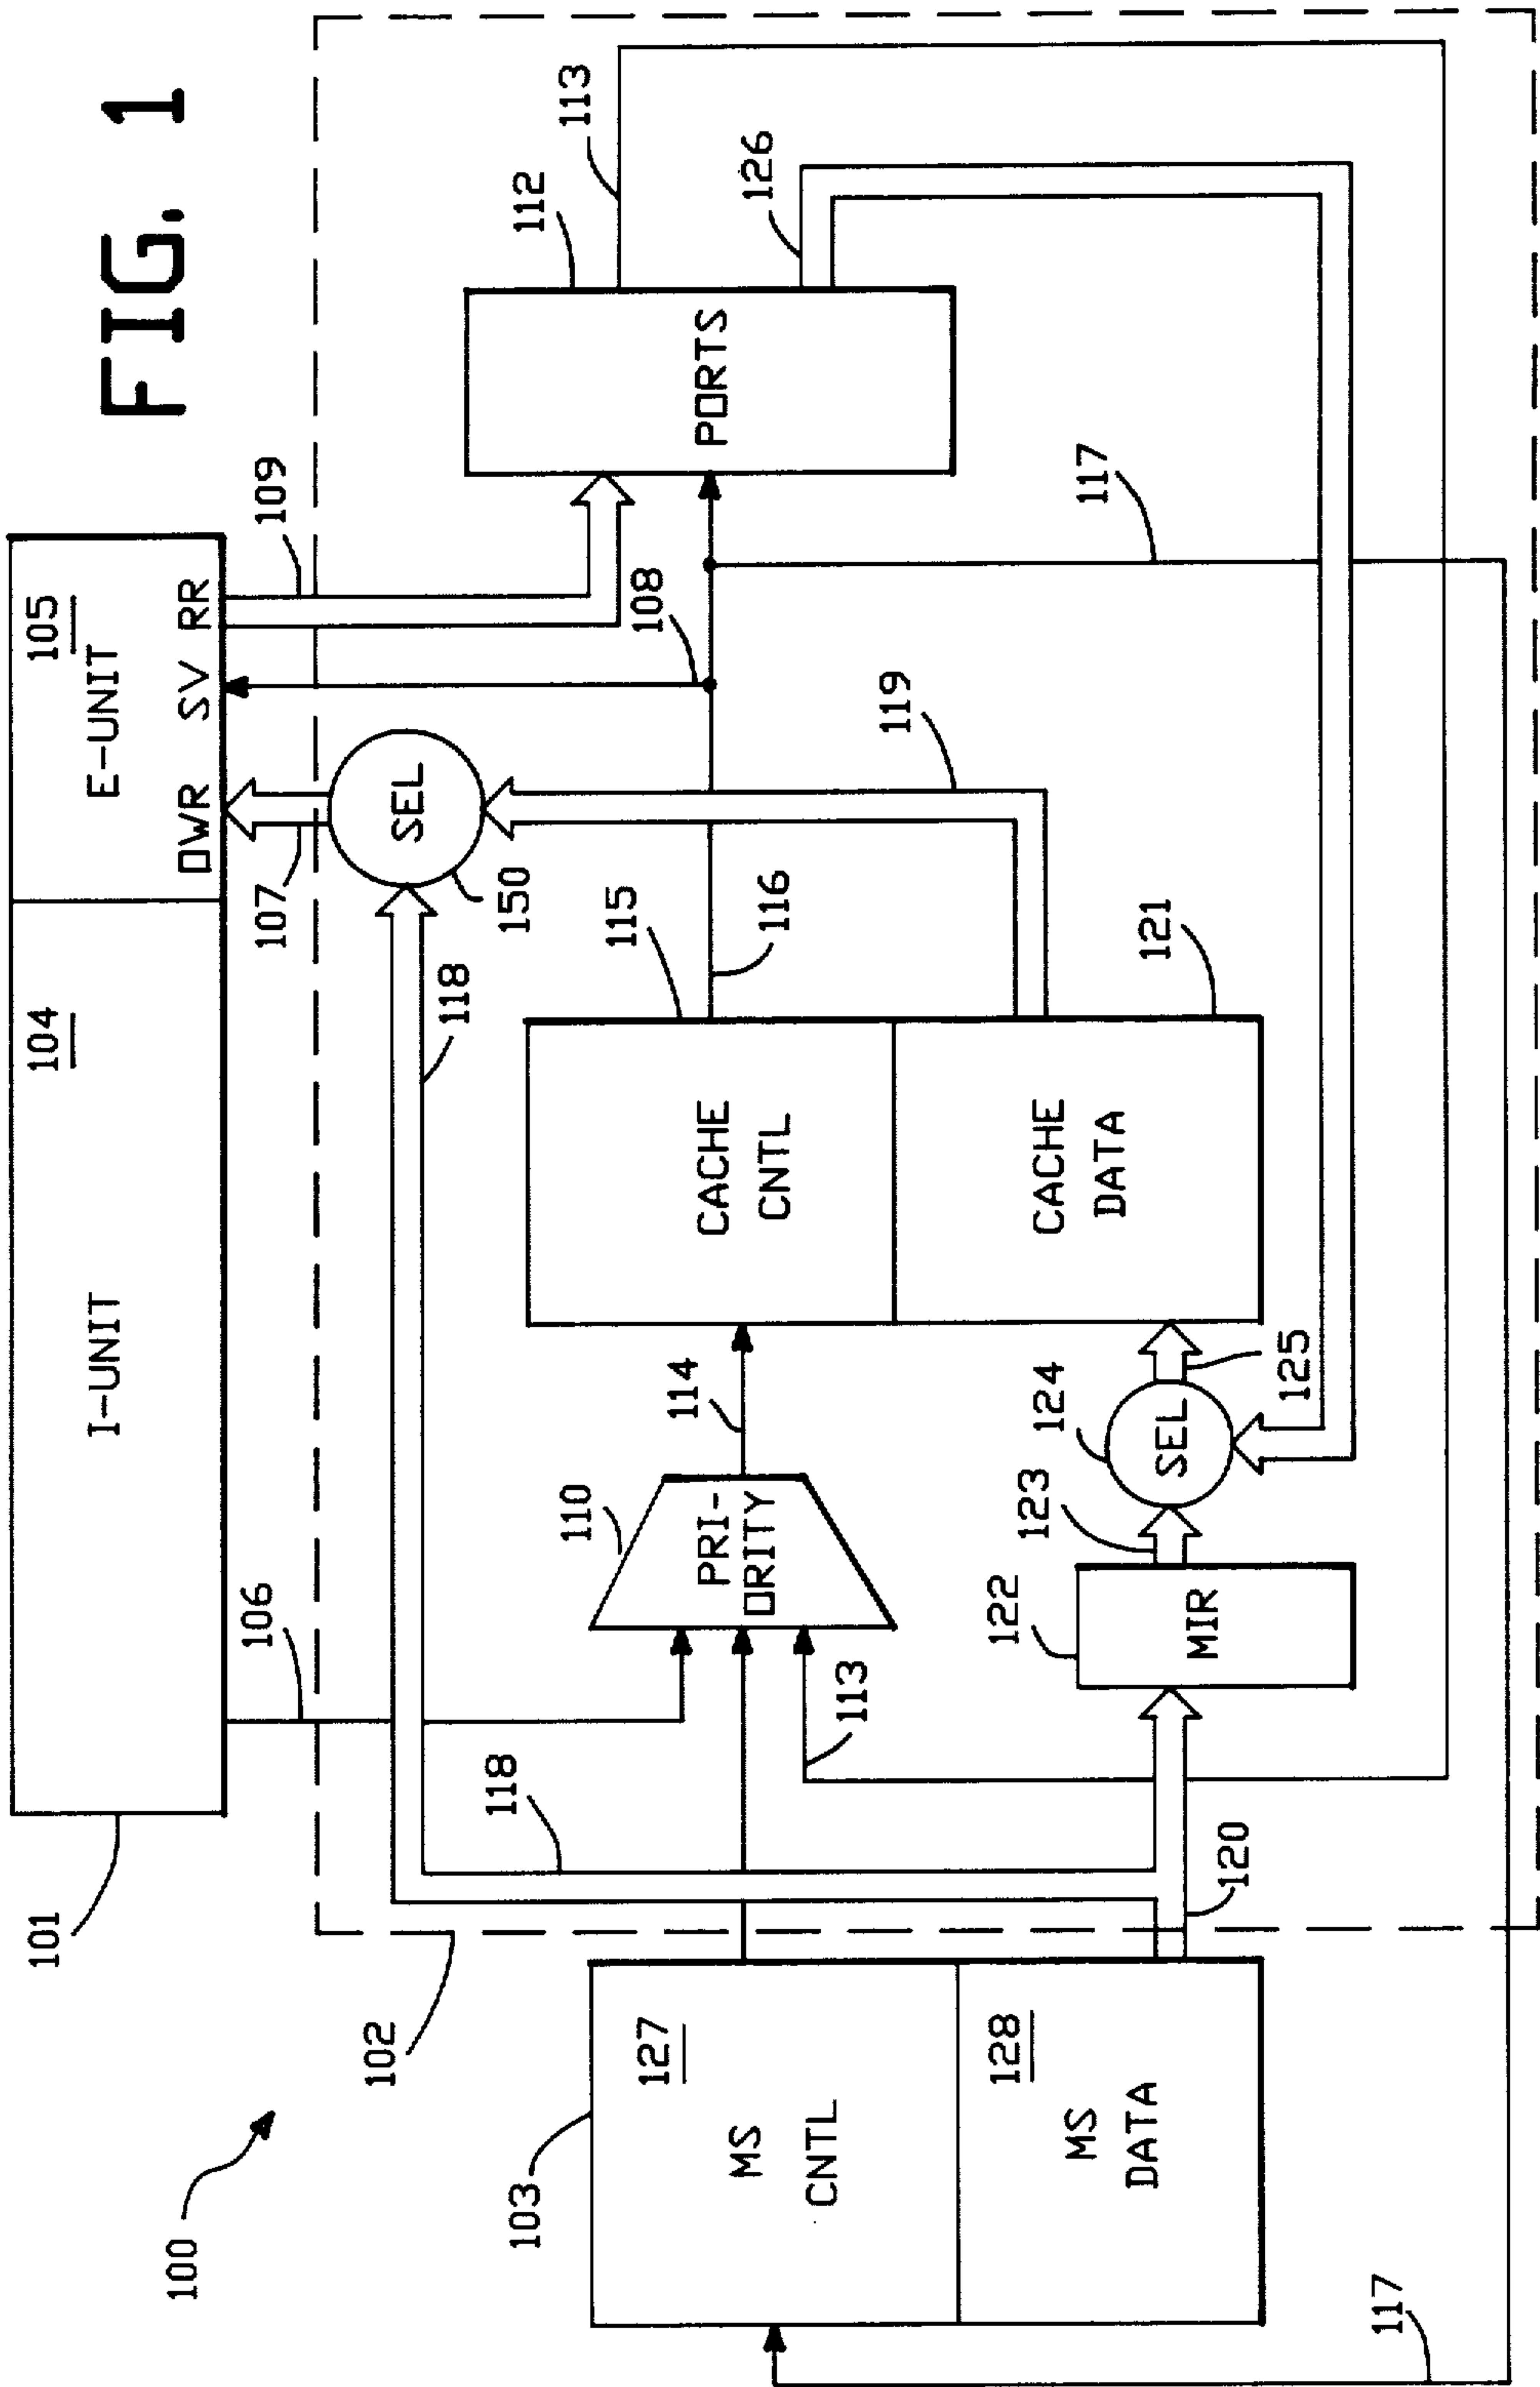 FIG. 1
100
101
I-UNIT
104
105
E-UNIT
OWR SV RR
106
107
109
102
118
150
SEL
108
112
113
126
PORTS
118
110
PRI-
ORITY
114
115
CACHE
CNTL
116
119
117
103
127
MS
CNTL
113
128
MS
DATA
120
122
MIR
123
124
SEL
125
CACHE
DATA
121
117